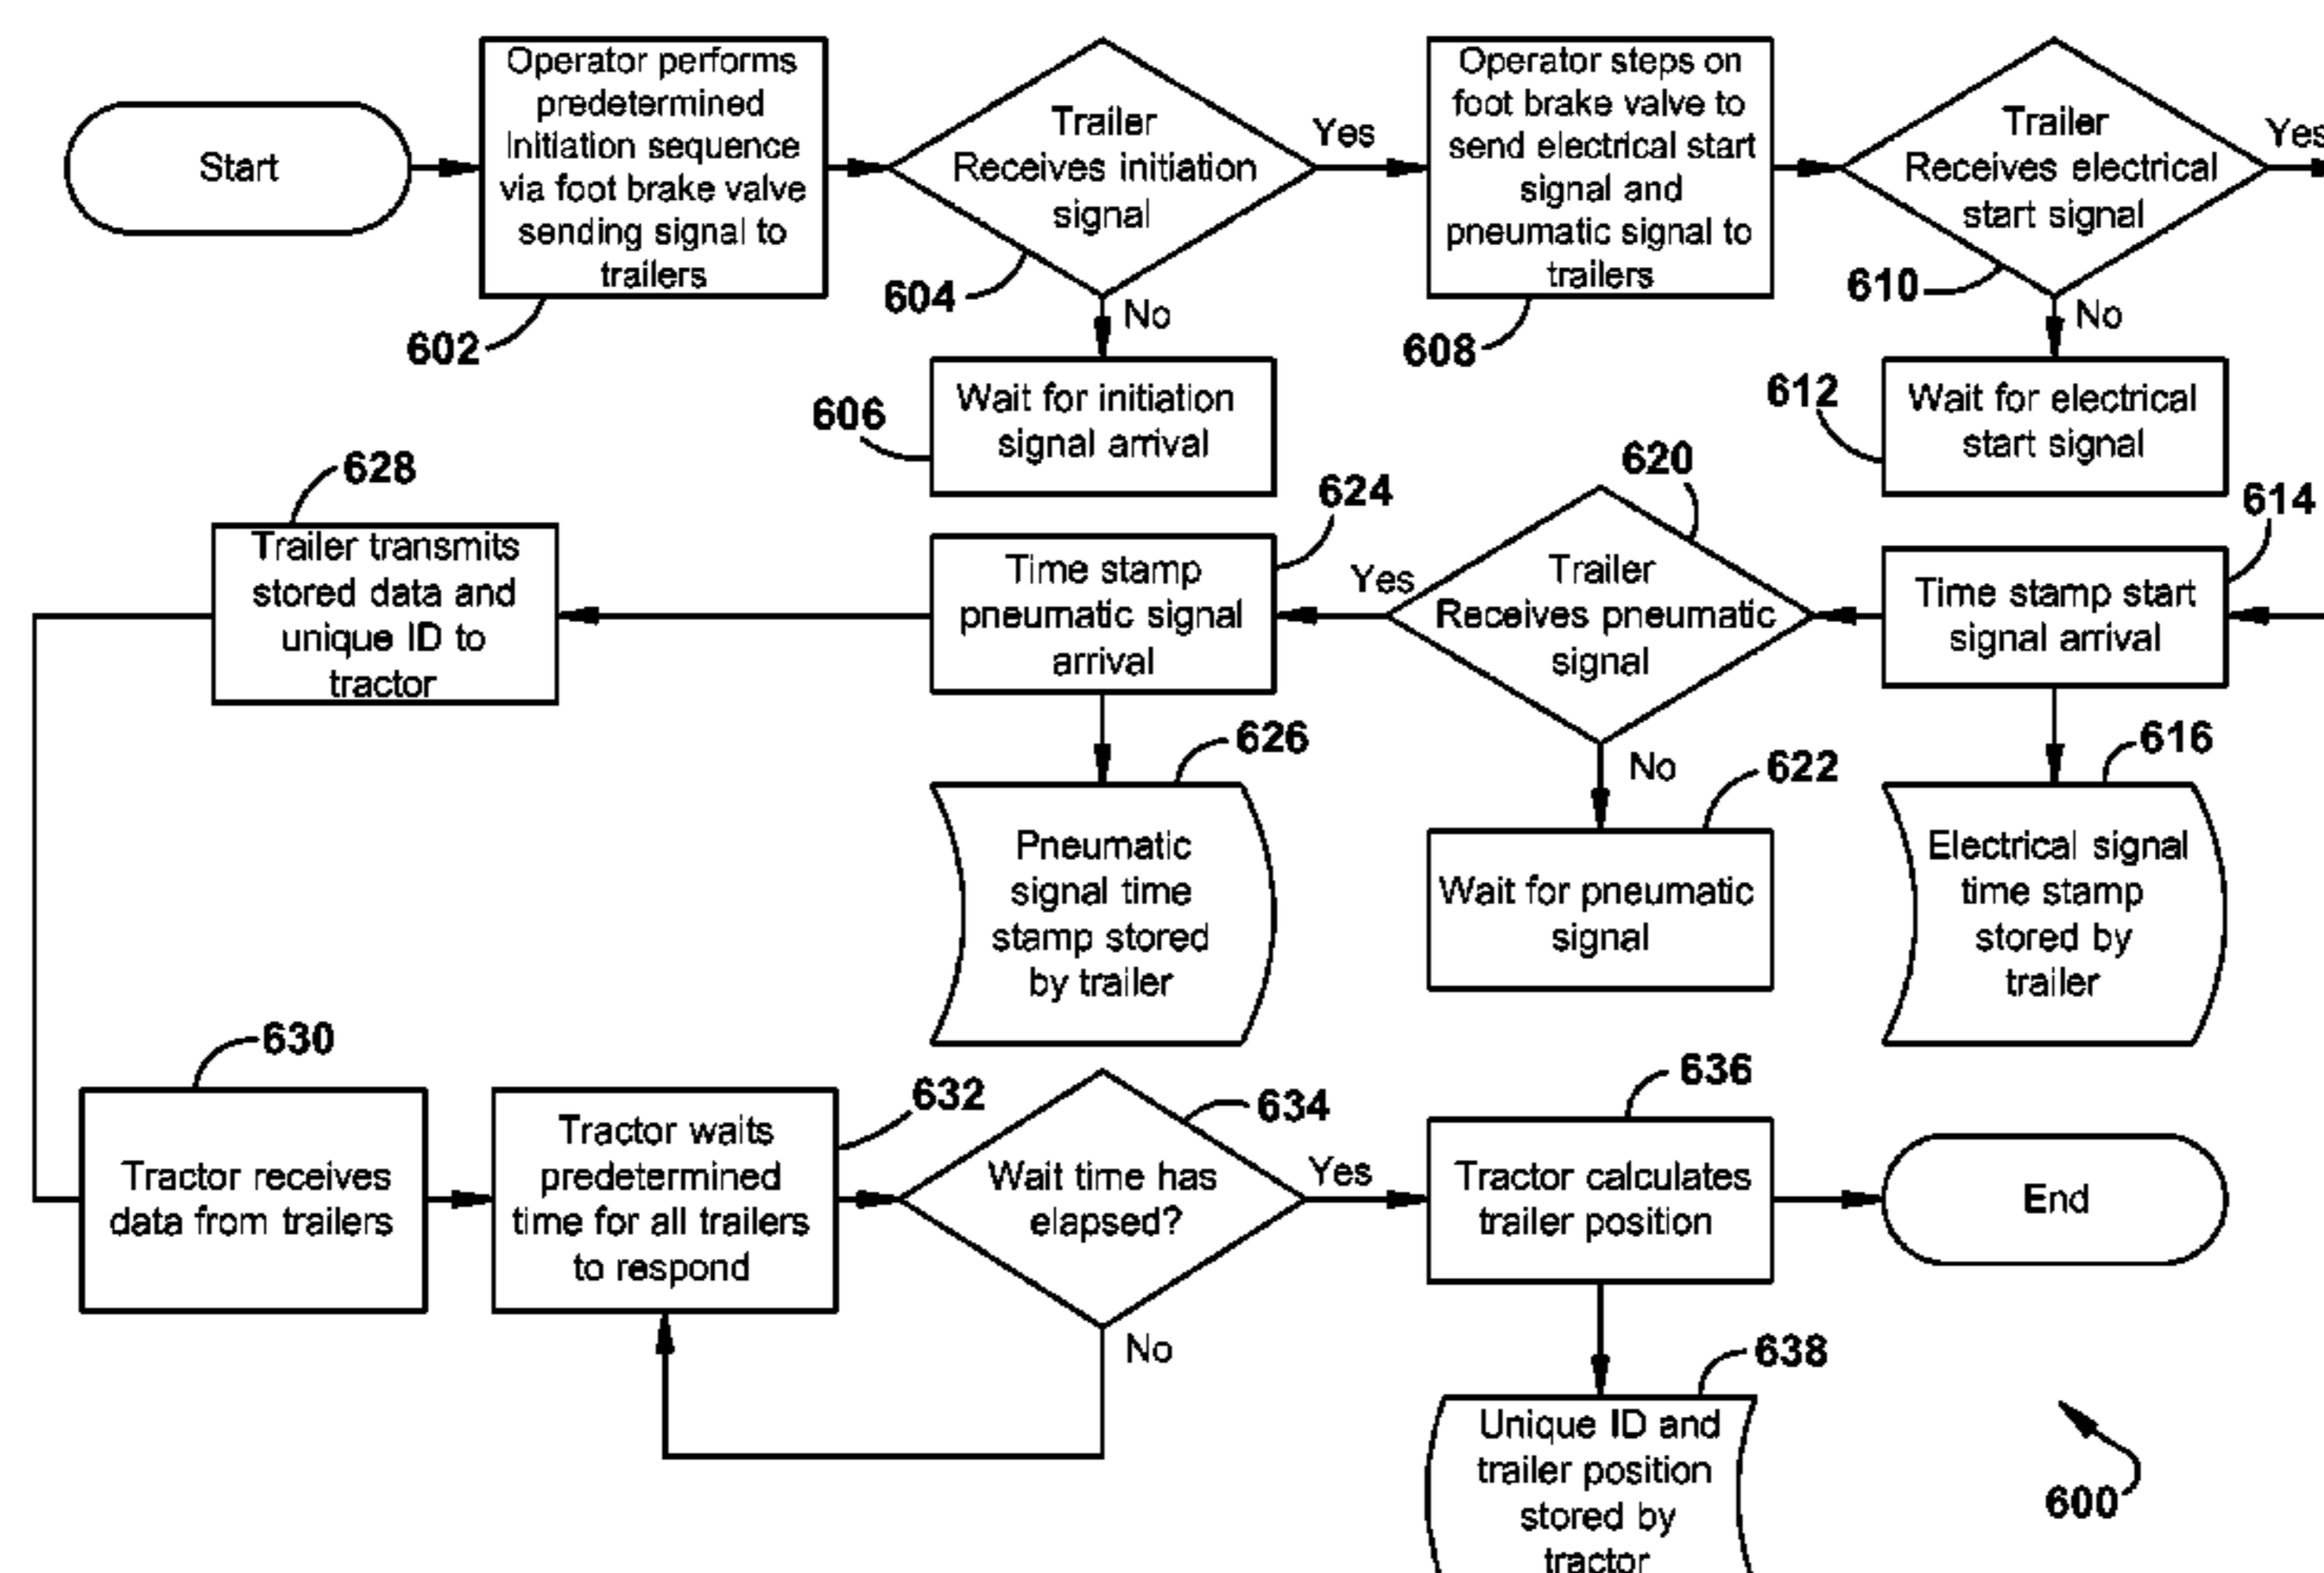 Start
Operator performs
predetermined
Initiation sequence
via foot brake valve
sending signal to
trailers
602
Trailer
Receives initiation
signal
604
Yes
No
Wait for initiation
signal arrival
606
Operator steps on
foot brake valve to
send electrical start
signal and
pneumatic signal to
trailers
608
Trailer
Receives electrical
start signal
610
Yes
No
Wait for electrical
start signal
612
Time stamp start
signal arrival
614
Electrical signal
time stamp
stored by
trailer
616
Trailer
Receives pneumatic
signal
620
Yes
No
Wait for pneumatic
signal
622
Time stamp
pneumatic signal
arrival
624
Pneumatic
signal time
stamp stored
by trailer
626
Trailer transmits
stored data and
unique ID to
tractor
628
Tractor receives
data from trailers
630
Tractor waits
predetermined
time for all trailers
to respond
632
Wait time has
elapsed?
634
Yes
No
Tractor calculates
trailer position
636
End
Unique ID and
trailer position
stored by
tractor
638
600